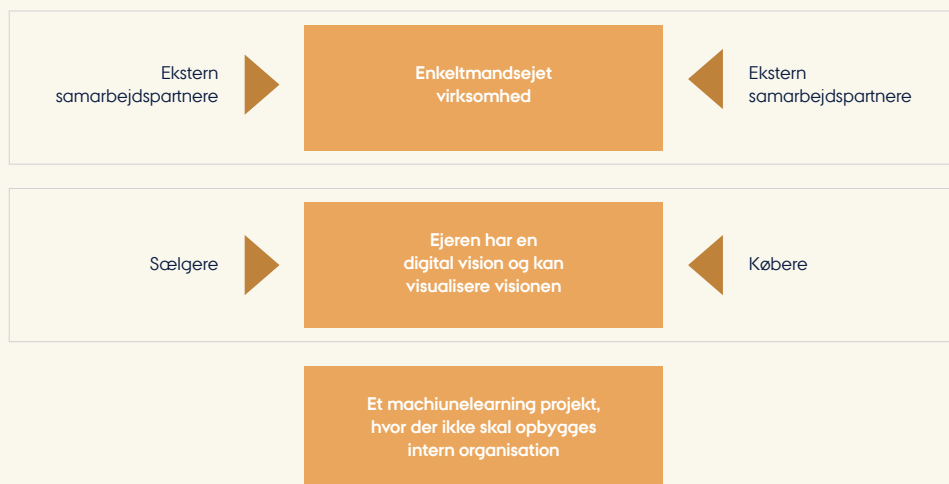 Ekstern
samarbejdspartnere
Enkeltmandsejet
virksomhed
Ekstern
samarbejdspartnere
Sælgere
Ejeren har en
digital vision og kan
visualisere visionen
Købere
Et machiunelearning projekt,
hvor der ikke skal opbygges
intern organisation